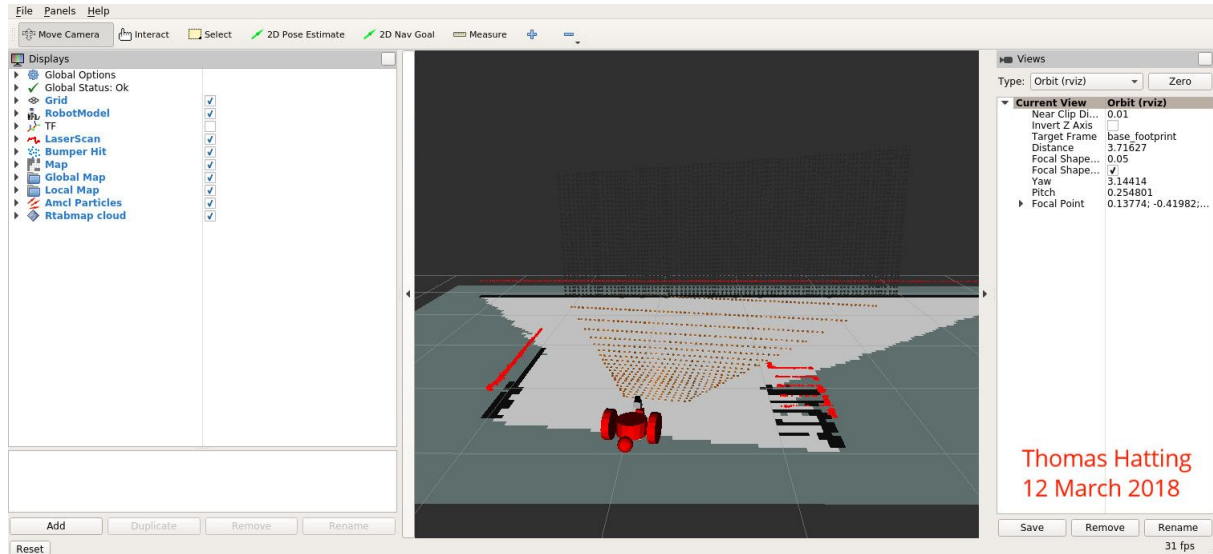 File Panels Help
Move Camera Interact Select 2D Pose Estimate 2D Nav Goal Measure
Displays
Global Options
Global Status: Ok
Grid
RobotModel
TF
LaserScan
Bumper Hit
Map
Global Map
Local Map
Amcl Particles
Rtabmap cloud
Add Duplicate Remove Rename
Reset
Views
Type: Orbit (rviz) Zero
Current View Orbit (rviz)
Near Clip Di... 0.01
Invert Z Axis
Target Frame base_footprint
Distance 3.71627
Focal Shape... 0.05
Focal Shape...
Yaw 3.14414
Pitch 0.254801
Focal Point 0.13774; -0.41982;...
Thomas Hatting
12 March 2018
Save Remove Rename
31 fps